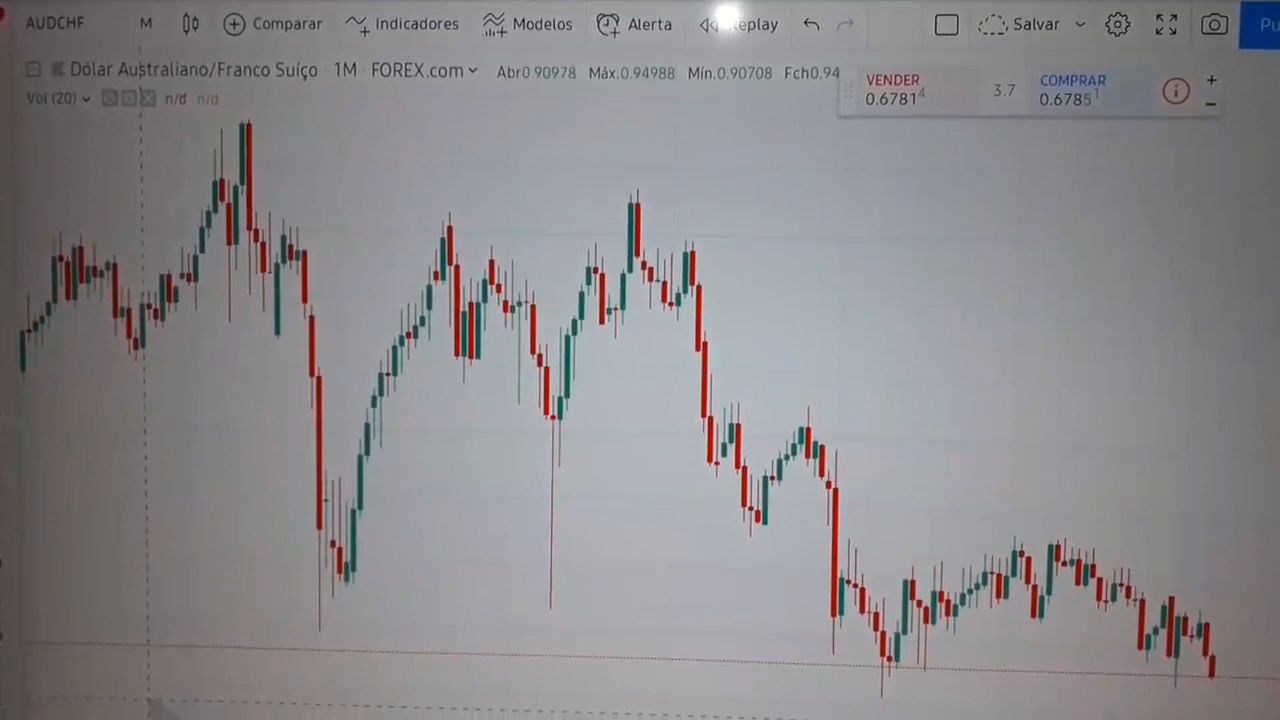 AUDCHF M Comparar Indicadores Modelos Alerta Salvar
Dólar Australiano/Franco Suíço 1M FOREX.com Abr0.90978 Máx.0.94988 Mín.0.90708 Fch0.94
VENDER 0.6781⁴ 3.7 COMPRAR 0.6785¹
Vol (20) n/d n/d